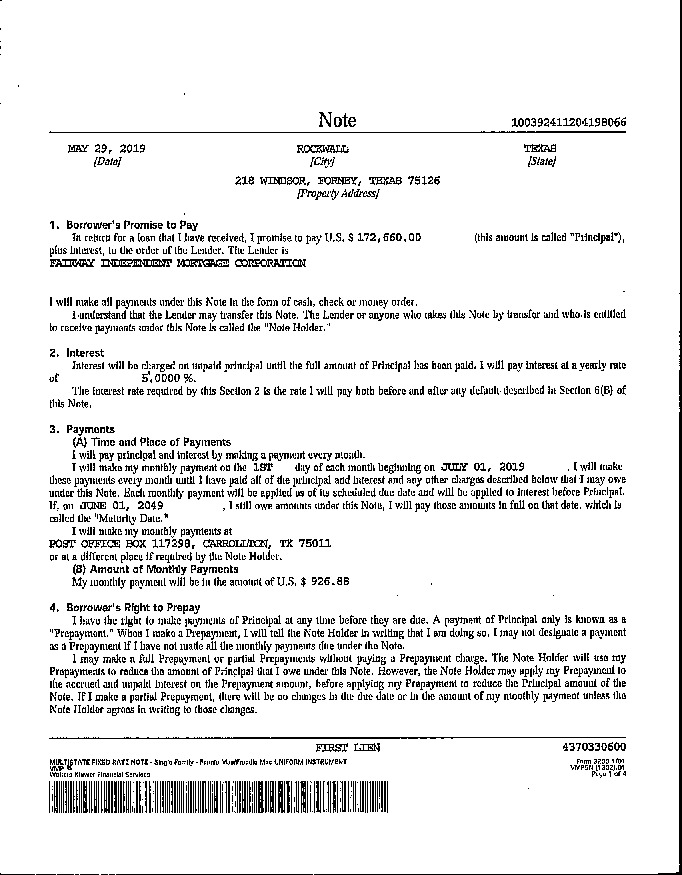 Note 100392411204198066
MAY 29, 2019 ROCKWALL TEXAS
[Date] [City] [State]
218 WINDSOR, FORNEY, TEXAS 75126
[Property Address]
1. Borrower's Promise to Pay
In return for a loan that I have received, I promise to pay U.S. $ 172,660.00 (this amount is called "Principal"),
plus interest, to the order of the Lender. The Lender is
FAIRWAY INDEPENDENT MORTGAGE CORPORATION
I will make all payments under this Note in the form of cash, check or money order.
I understand that the Lender may transfer this Note. The Lender or anyone who takes this Note by transfer and who is entitled
to receive payments under this Note is called the "Note Holder."
2. Interest
Interest will be charged on unpaid principal until the full amount of Principal has been paid. I will pay interest at a yearly rate
of 5.0000 %.
The interest rate required by this Section 2 is the rate I will pay both before and after any default described in Section 6(B) of
this Note.
3. Payments
(A) Time and Place of Payments
I will pay principal and interest by making a payment every month.
I will make my monthly payment on the 1ST day of each month beginning on JULY 01, 2019 . I will make
these payments every month until I have paid all of the principal and interest and any other charges described below that I may owe
under this Note. Each monthly payment will be applied as of its scheduled due date and will be applied to interest before Principal.
If, on JUNE 01, 2049 , I still owe amounts under this Note, I will pay those amounts in full on that date, which is
called the "Maturity Date."
I will make my monthly payments at
POST OFFICE BOX 117298, CARROLLTON, TX 75011
or at a different place if required by the Note Holder.
(B) Amount of Monthly Payments
My monthly payment will be in the amount of U.S. $ 926.88
4. Borrower's Right to Prepay
I have the right to make payments of Principal at any time before they are due. A payment of Principal only is known as a
"Prepayment." When I make a Prepayment, I will tell the Note Holder in writing that I am doing so. I may not designate a payment
as a Prepayment if I have not made all the monthly payments due under the Note.
I may make a full Prepayment or partial Prepayments without paying a Prepayment charge. The Note Holder will use my
Prepayments to reduce the amount of Principal that I owe under this Note. However, the Note Holder may apply my Prepayment to
the accrued and unpaid interest on the Prepayment amount, before applying my Prepayment to reduce the Principal amount of the
Note. If I make a partial Prepayment, there will be no changes in the due date or in the amount of my monthly payment unless the
Note Holder agrees in writing to those changes.
FIRST LIEN 4370330600
MULTISTATE FIXED RATE NOTE - Single Family - Fannie Mae/Freddie Mac UNIFORM INSTRUMENT Form 3200 1/01
VMP ® VMP5N (1302).01
Wolters Kluwer Financial Services Page 1 of 4